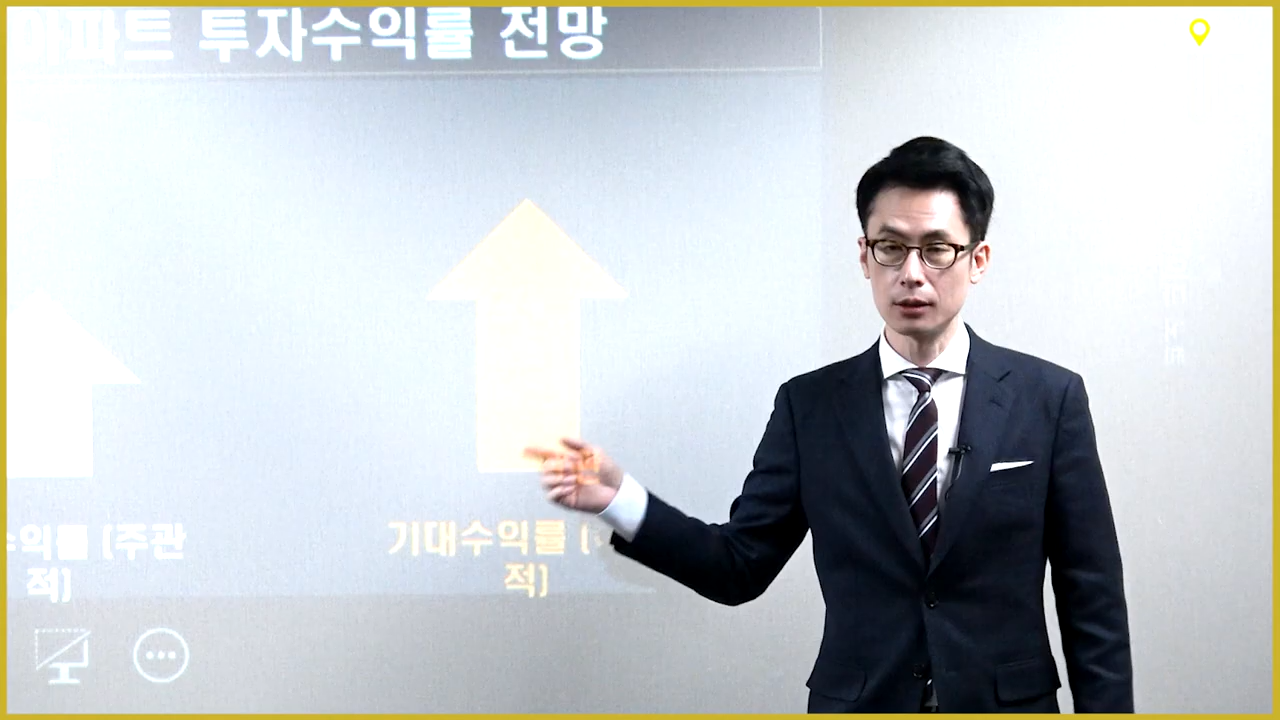 아파트 투자수익률 전망
수익률 (주관
적)
기대수익률 (
적)